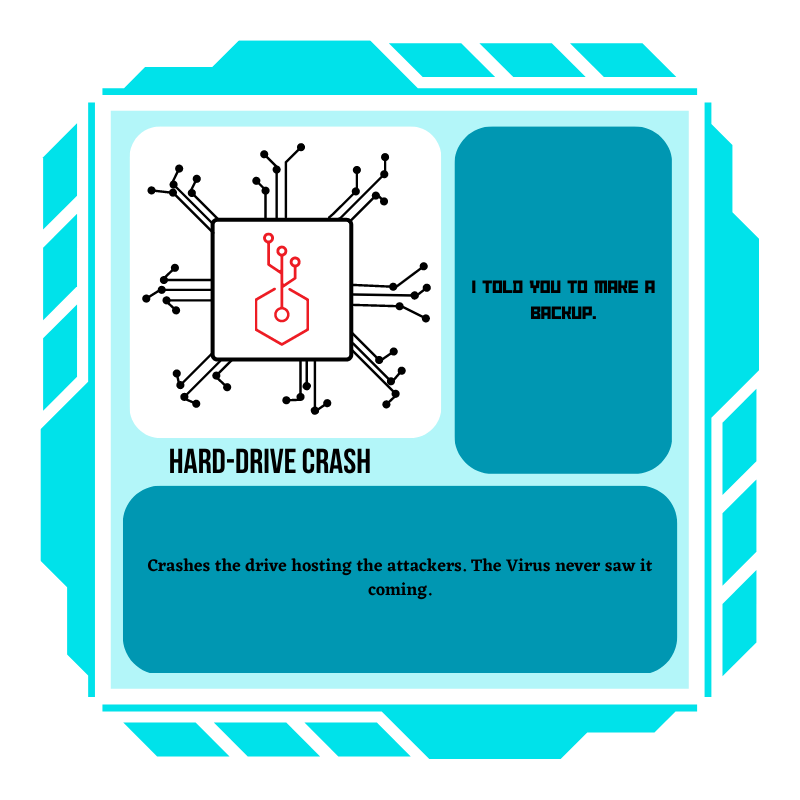 I TOLD YOU TO MAKE A
BACKUP.
HARD-DRIVE CRASH
Crashes the drive hosting the attackers. The Virus never saw it
coming.